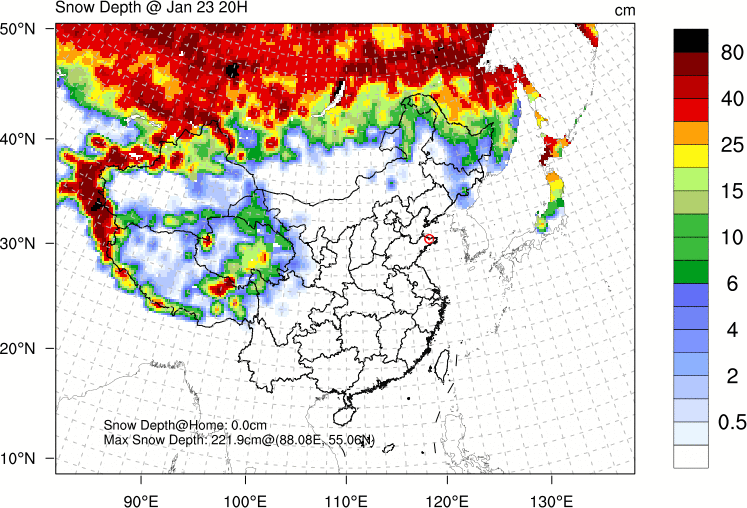 Snow Depth @ Jan 23 20H
cm
50°N
40°N
30°N
20°N
10°N
80
40
25
15
10
6
4
2
0.5
Snow Depth@Home: 0.0cm
Max Snow Depth: 221.9cm@(88.08E, 55.06N)
90°E
100°E
110°E
120°E
130°E